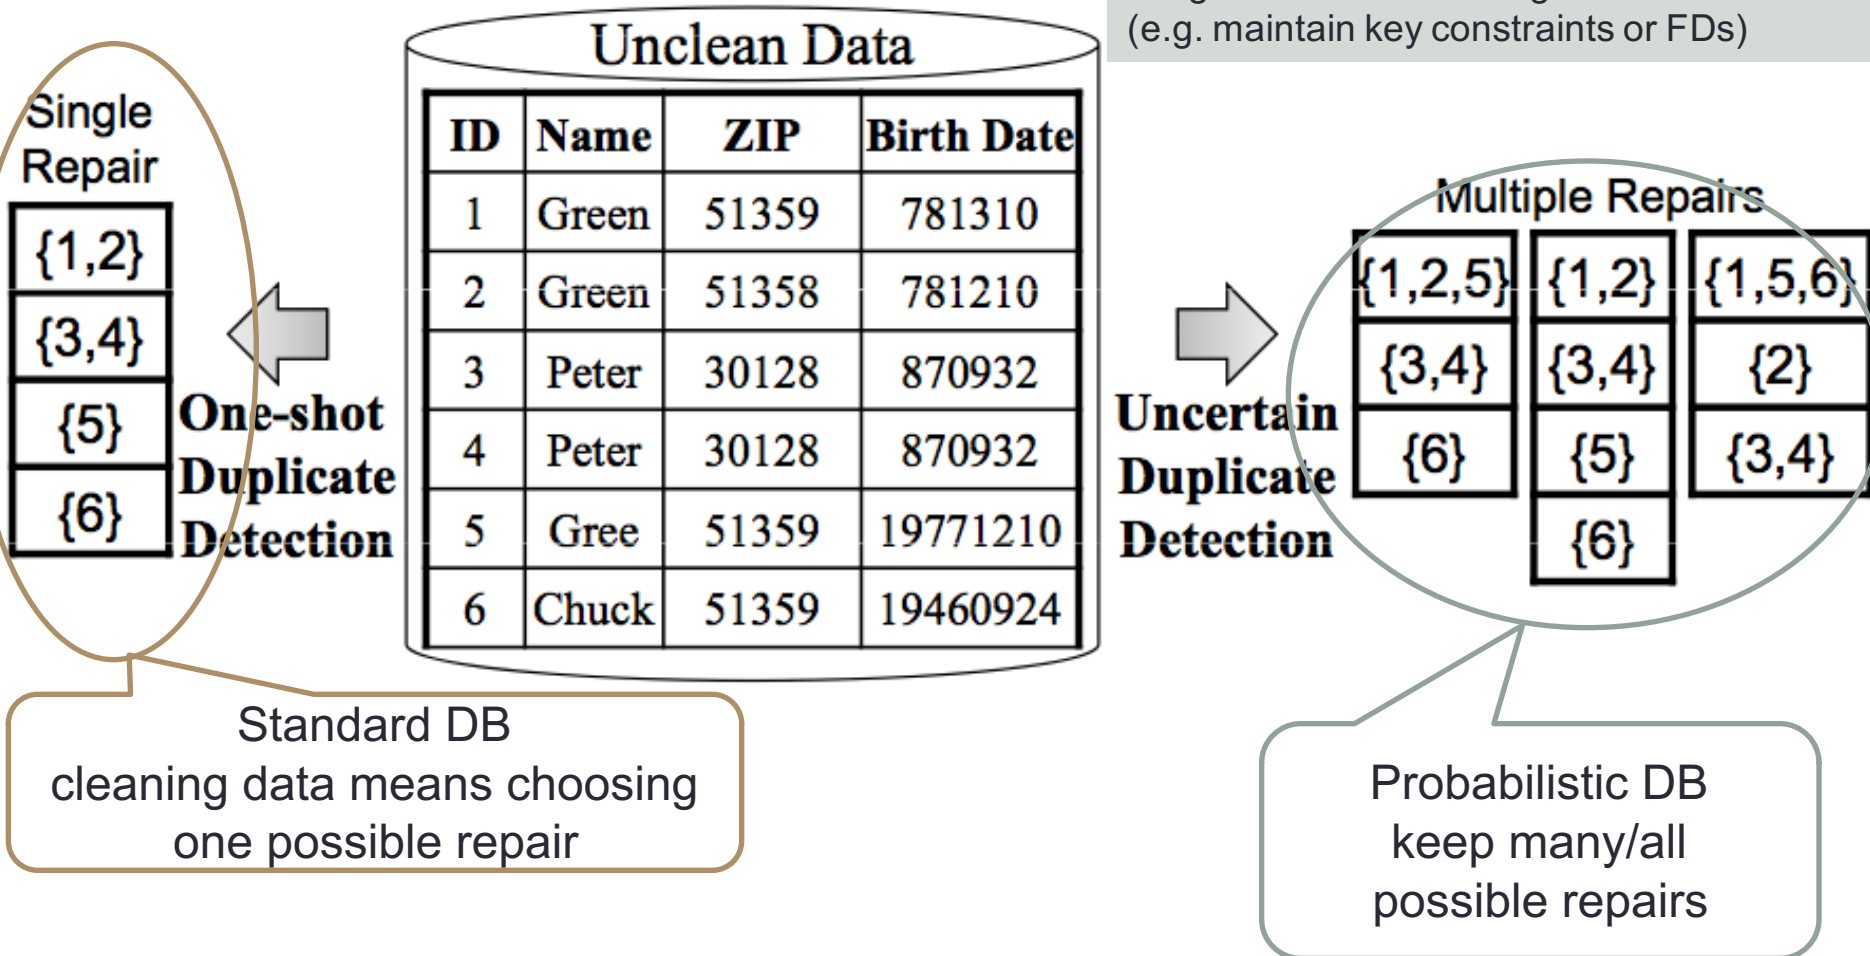 (e.g. maintain key constraints or FDs)
Unclean Data
ID Name ZIP Birth Date
1 Green 51359 781310
2 Green 51358 781210
3 Peter 30128 870932
4 Peter 30128 870932
5 Gree 51359 19771210
6 Chuck 51359 19460924
Single
Repair
{1,2}
{3,4}
{5}
{6}
One-shot
Duplicate
Detection
Uncertain
Duplicate
Detection
Multiple Repairs
{1,2,5} {1,2} {1,5,6}
{3,4} {3,4} {2}
{6} {5} {3,4}
{6}
Standard DB
cleaning data means choosing
one possible repair
Probabilistic DB
keep many/all
possible repairs